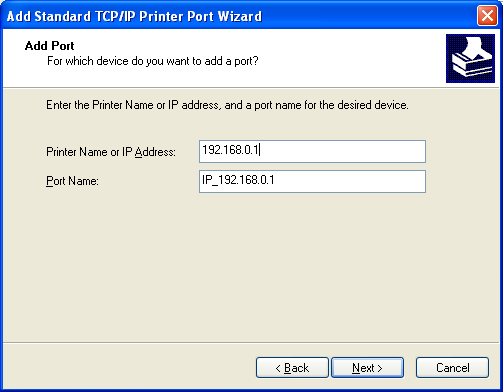 Add Standard TCP/IP Printer Port Wizard
Add Port
For which device do you want to add a port?
Enter the Printer Name or IP address, and a port name for the desired device.
Printer Name or IP Address: 192.168.0.1
Port Name: IP_192.168.0.1
< Back Next > Cancel